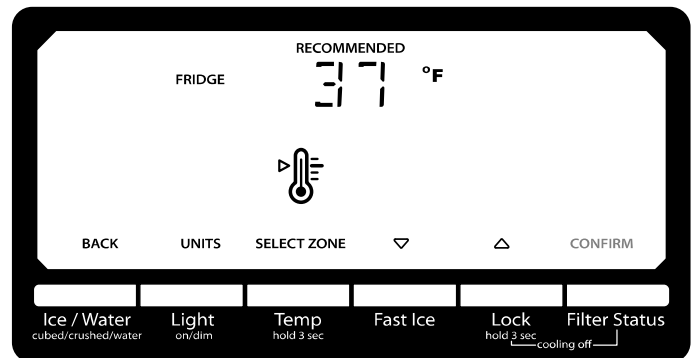 RECOMMENDED
FRIDGE 37 °F
BACK UNITS SELECT ZONE CONFIRM
Ice / Water Light Temp Fast Ice Lock Filter Status
cubed/crushed/water on/dim hold 3 sec hold 3 sec
cooling off